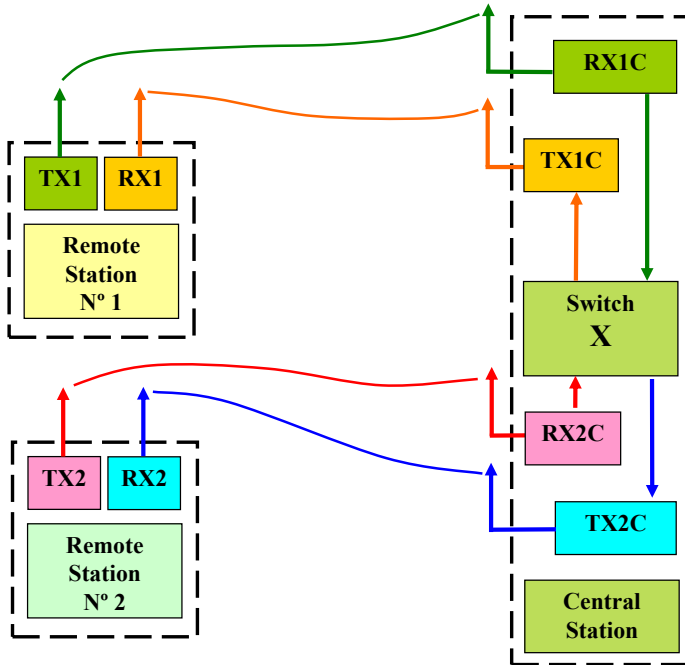 RX1C
TX1C
TX1
RX1
Remote
Station
Nº 1
Switch
X
RX2C
TX2
RX2
TX2C
Remote
Station
Nº 2
Central
Station